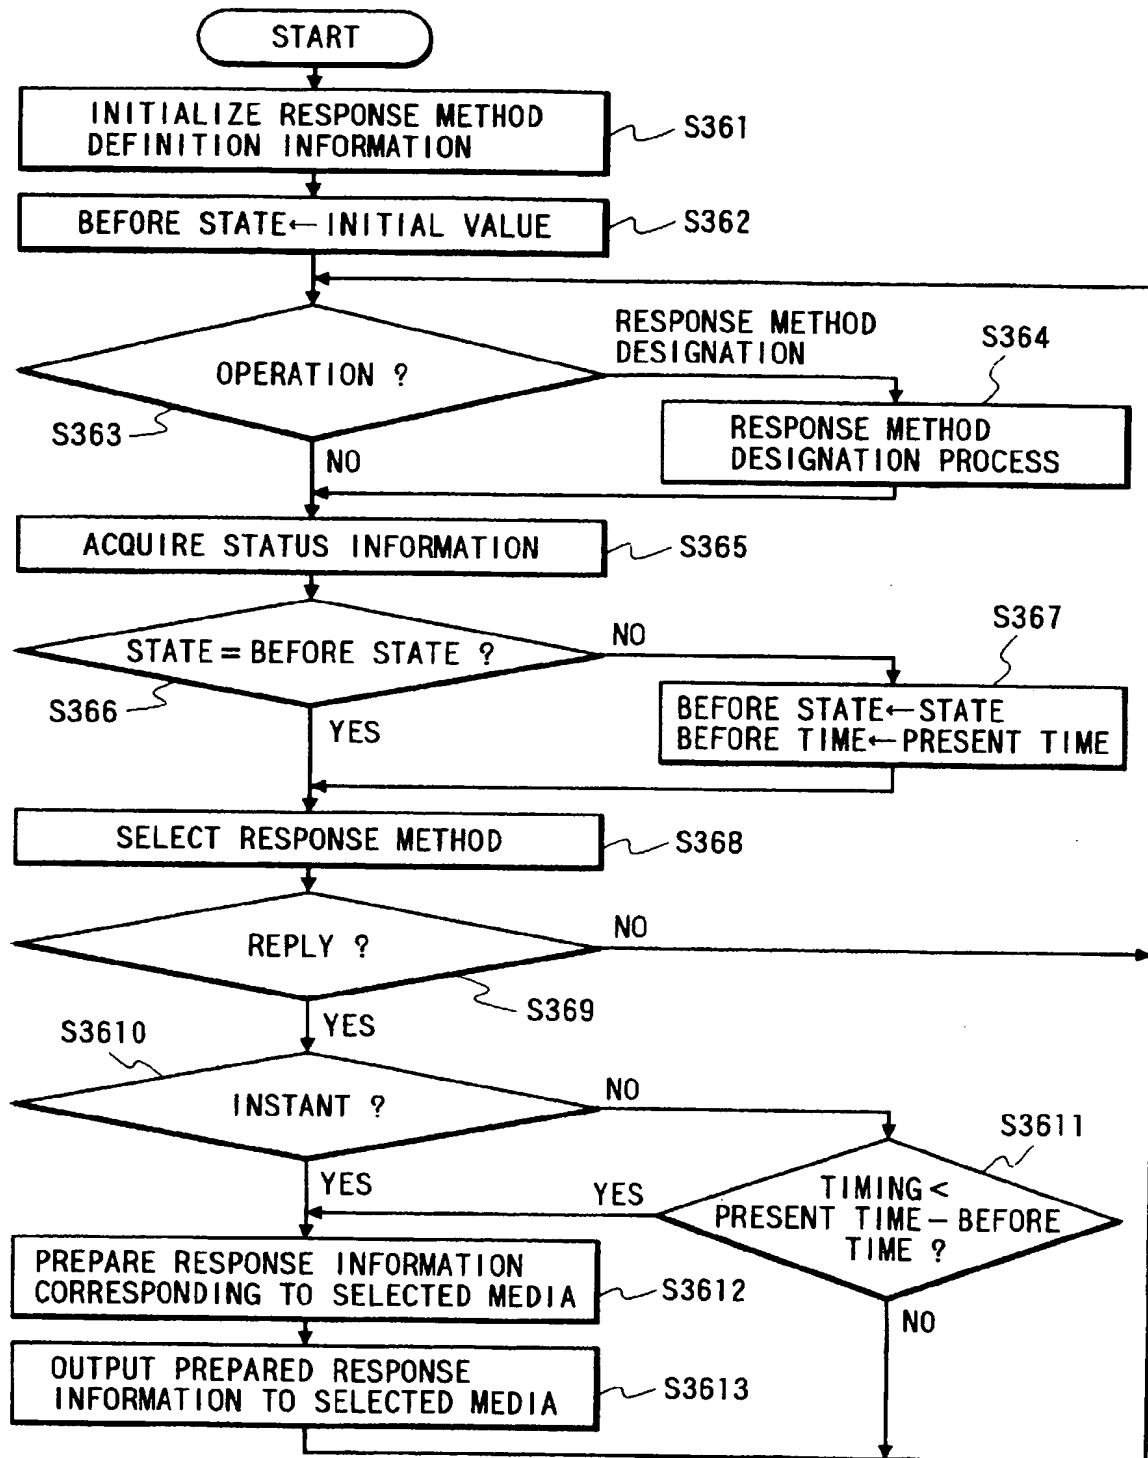 START
INITIALIZE RESPONSE METHOD
DEFINITION INFORMATION
S361
BEFORE STATE←INITIAL VALUE
S362
OPERATION ?
S363
RESPONSE METHOD
DESIGNATION
S364
RESPONSE METHOD
DESIGNATION PROCESS
NO
ACQUIRE STATUS INFORMATION
S365
STATE=BEFORE STATE ?
S366
NO
S367
BEFORE STATE←STATE
BEFORE TIME←PRESENT TIME
YES
SELECT RESPONSE METHOD
S368
REPLY ?
NO
S369
YES
S3610
INSTANT ?
NO
S3611
TIMING<
PRESENT TIME-BEFORE
TIME ?
YES
YES
NO
PREPARE RESPONSE INFORMATION
CORRESPONDING TO SELECTED MEDIA
S3612
OUTPUT PREPARED RESPONSE
INFORMATION TO SELECTED MEDIA
S3613